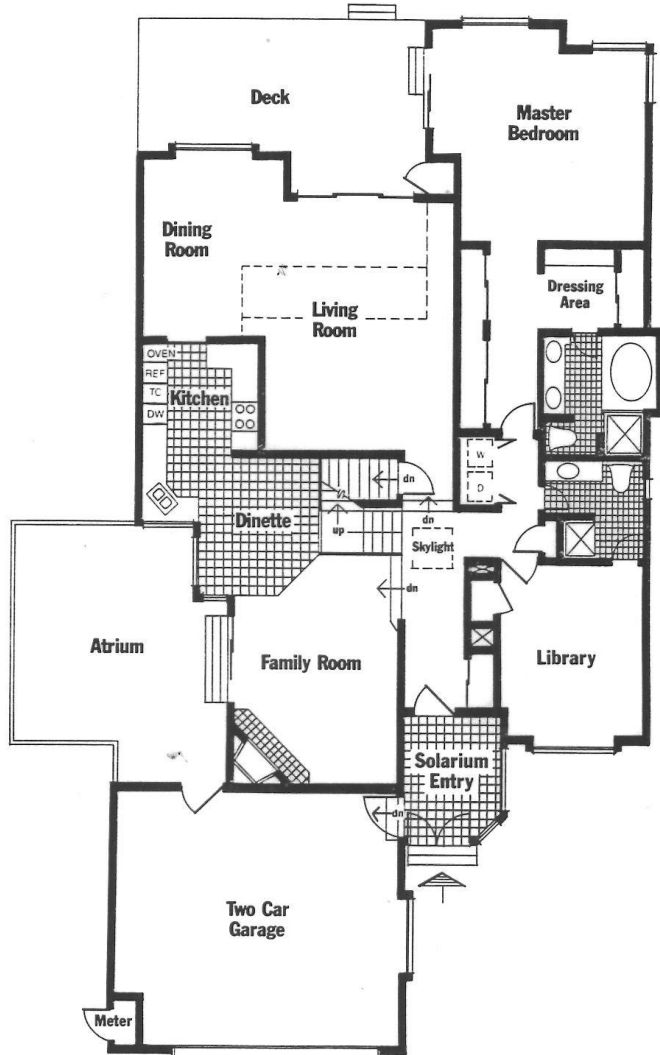 Deck
Master
Bedroom
Dining
Room
Dressing
Area
Living
Room
OVEN
REF
TC
DW
Kitchen
W
D
dn
dn
up
Dinette
Skylight
dn
Atrium
Family Room
Library
Solarium
Entry
dn
Two Car
Garage
Meter